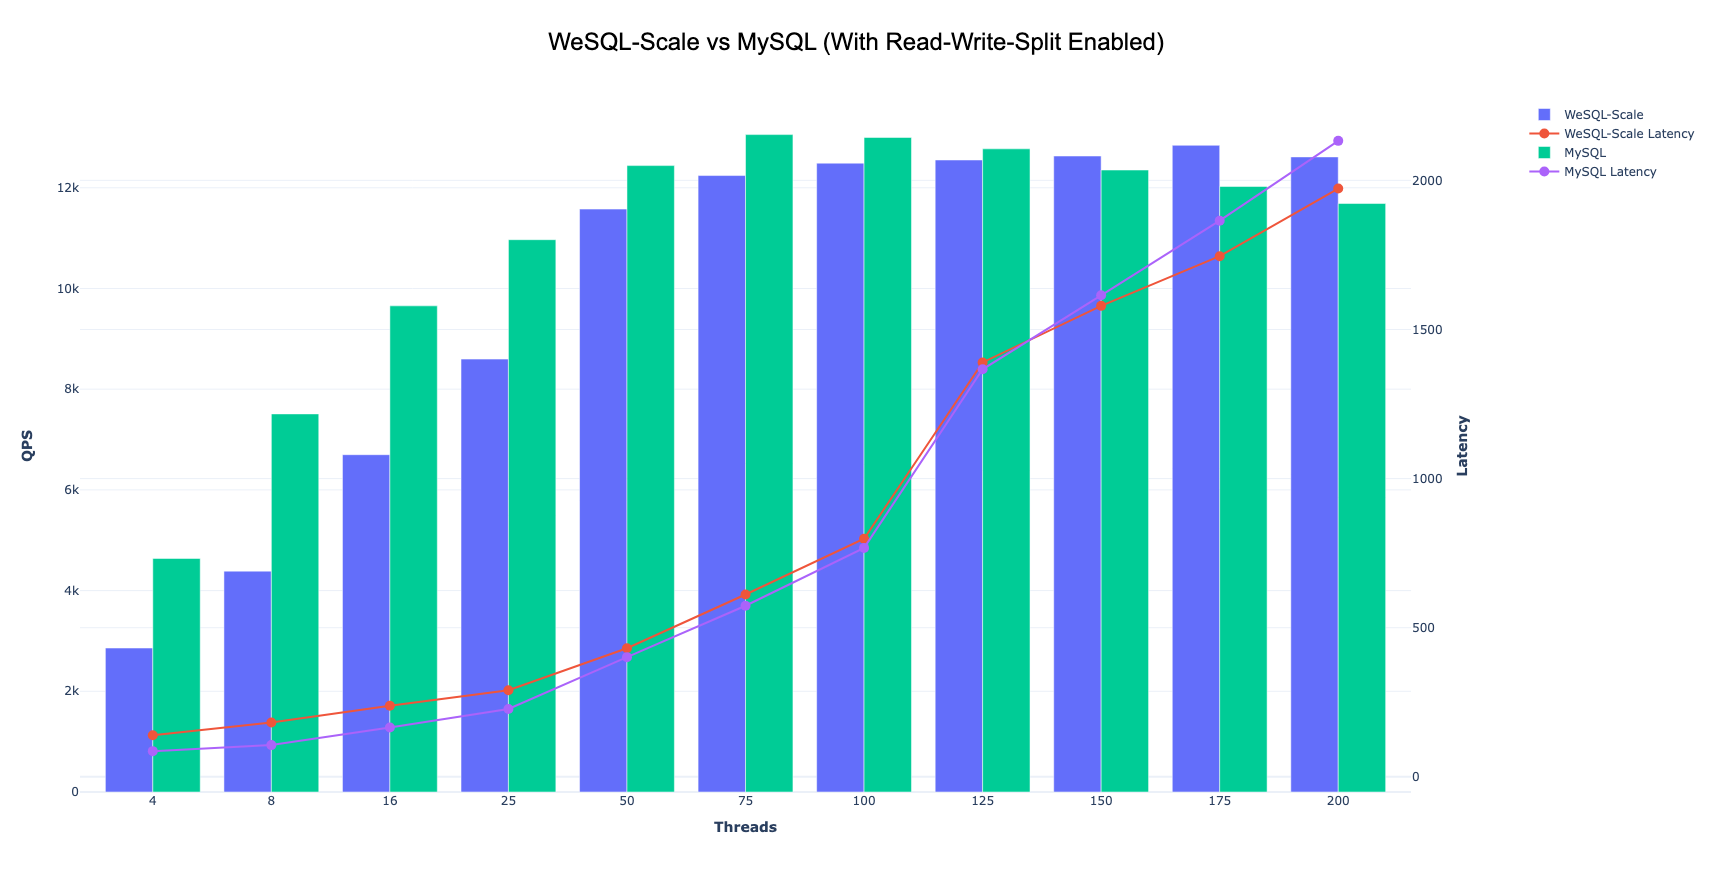 WeSQL-Scale vs MySQL (With Read-Write-Split Enabled)
WeSQL-Scale
WeSQL-Scale Latency
MySQL
MySQL Latency
12k
10k
8k
6k
4k
2k
0
QPS
2000
1500
1000
500
0
Latency
4 8 16 25 50 75 100 125 150 175 200
Threads